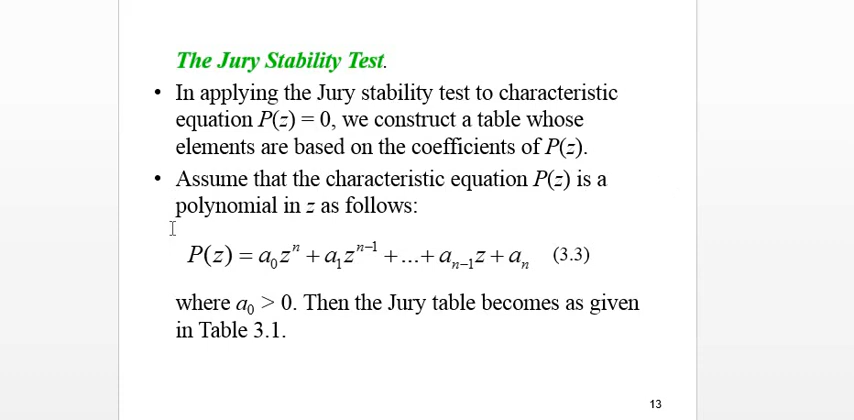 The Jury Stability Test.
• In applying the Jury stability test to characteristic
equation P(z) = 0, we construct a table whose
elements are based on the coefficients of P(z).
• Assume that the characteristic equation P(z) is a
polynomial in z as follows:
P(z) = a₀zⁿ + a₁zⁿ⁻¹ + ... + aₙ₋₁z + aₙ (3.3)
where a₀ > 0. Then the Jury table becomes as given
in Table 3.1.
13